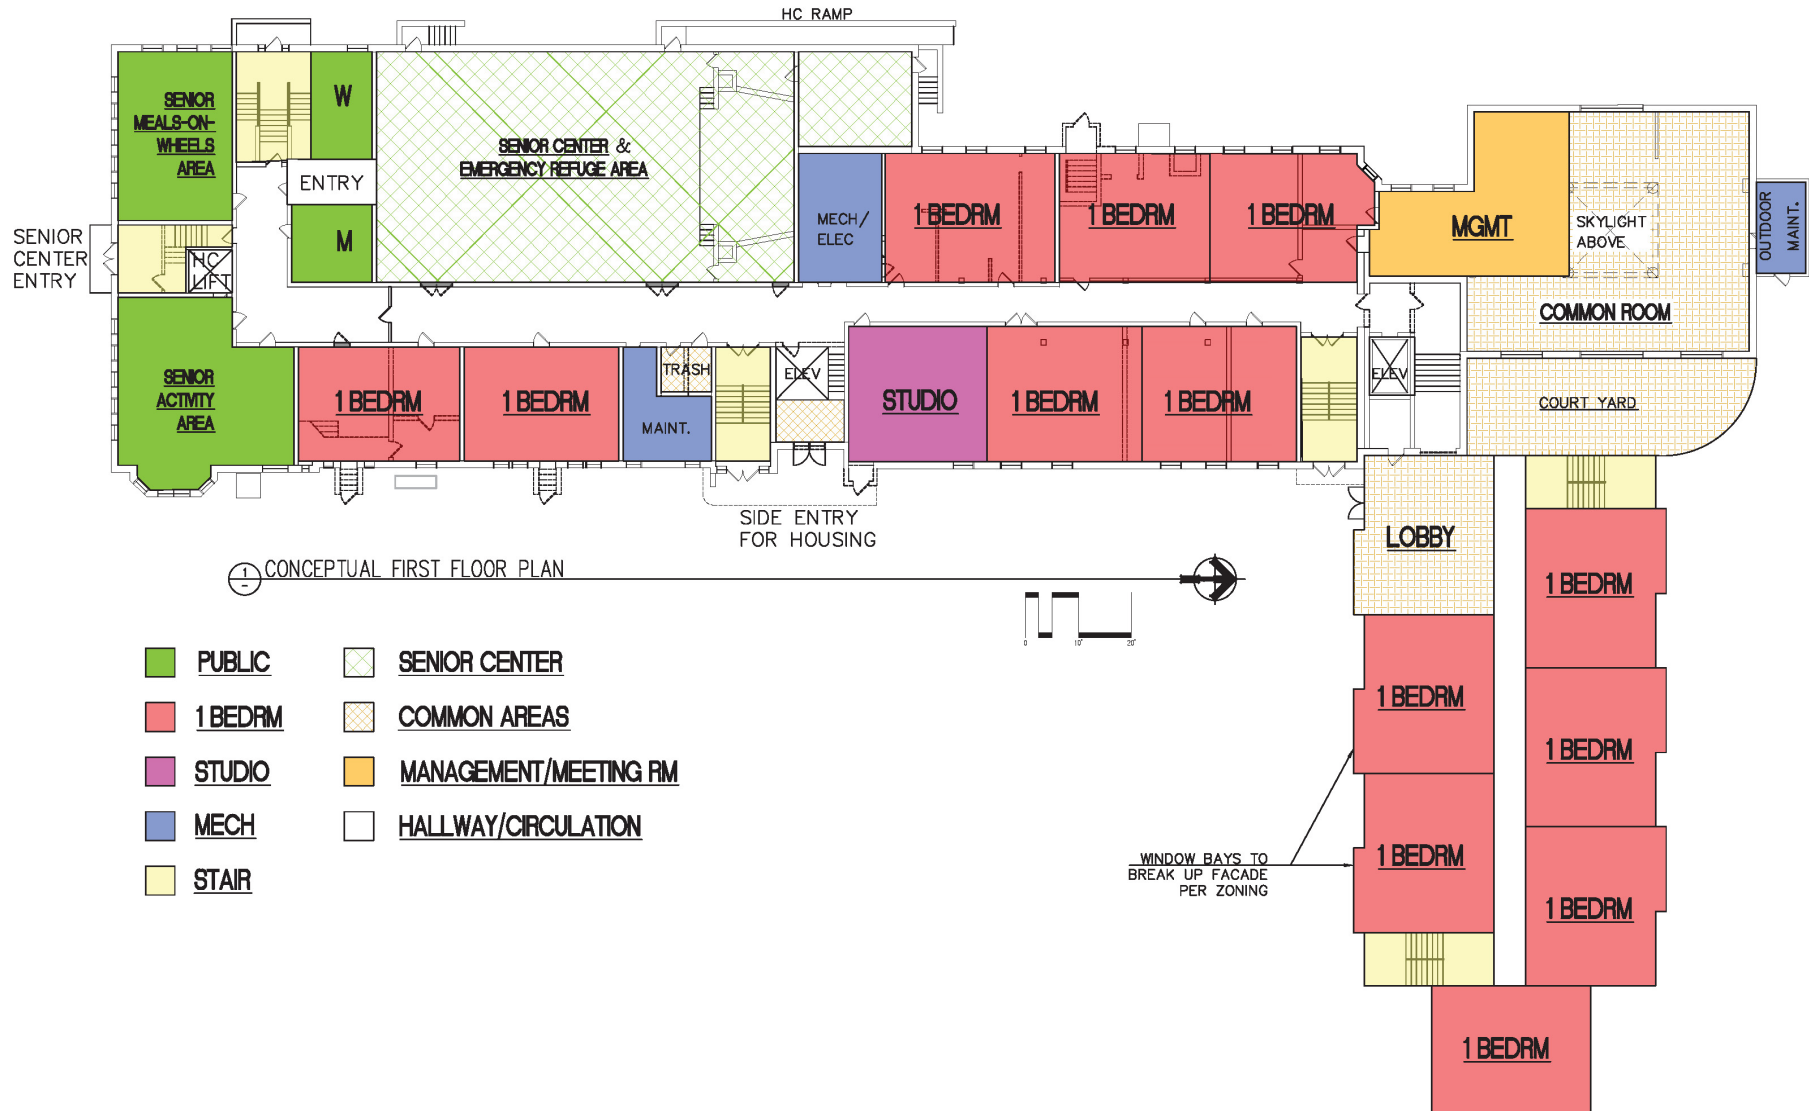 HC RAMP
SENIOR
MEALS-ON-
WHEELS
AREA
W
ENTRY
M
SENIOR CENTER &
EMERGENCY REFUGE AREA
MECH/
ELEC
1 BEDRM
1 BEDRM
1 BEDRM
MGMT
SKYLIGHT
ABOVE
OUTDOOR
MAINT.
SENIOR
CENTER
ENTRY
HC
LIFT
COMMON ROOM
SENIOR
ACTIVITY
AREA
1 BEDRM
1 BEDRM
TRASH
MAINT.
ELEV
STUDIO
1 BEDRM
1 BEDRM
ELEV
COURT YARD
SIDE ENTRY
FOR HOUSING
LOBBY
1
-
CONCEPTUAL FIRST FLOOR PLAN
0 10' 20'
1 BEDRM
1 BEDRM
1 BEDRM
1 BEDRM
1 BEDRM
1 BEDRM
WINDOW BAYS TO
BREAK UP FACADE
PER ZONING
PUBLIC
1 BEDRM
STUDIO
MECH
STAIR
SENIOR CENTER
COMMON AREAS
MANAGEMENT/MEETING RM
HALLWAY/CIRCULATION